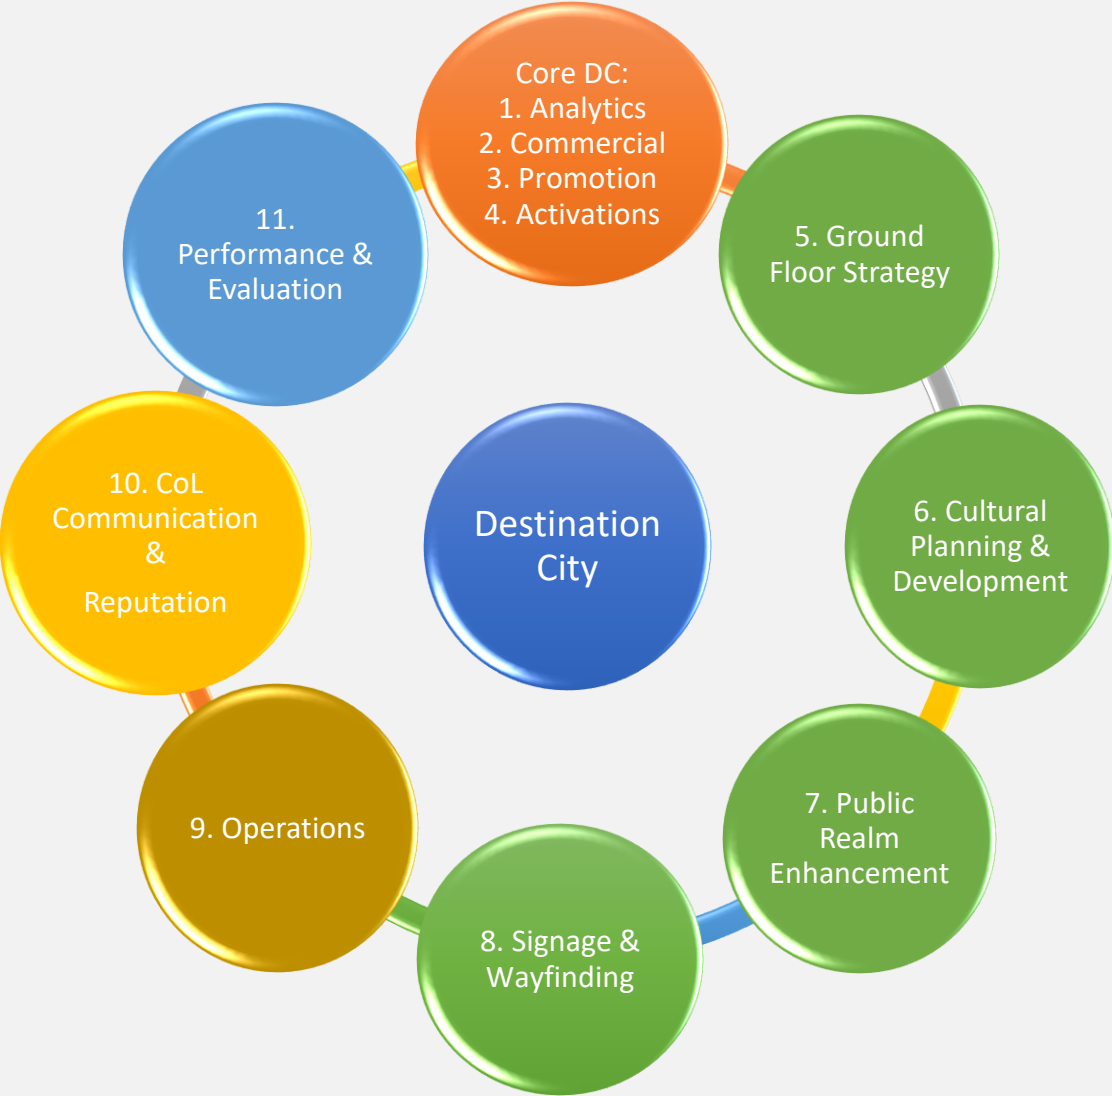 Core DC:
1. Analytics
2. Commercial
3. Promotion
4. Activations
5. Ground
Floor Strategy
6. Cultural
Planning &
Development
7. Public
Realm
Enhancement
8. Signage &
Wayfinding
9. Operations
10. CoL
Communication
&
Reputation
11.
Performance &
Evaluation
Destination
City